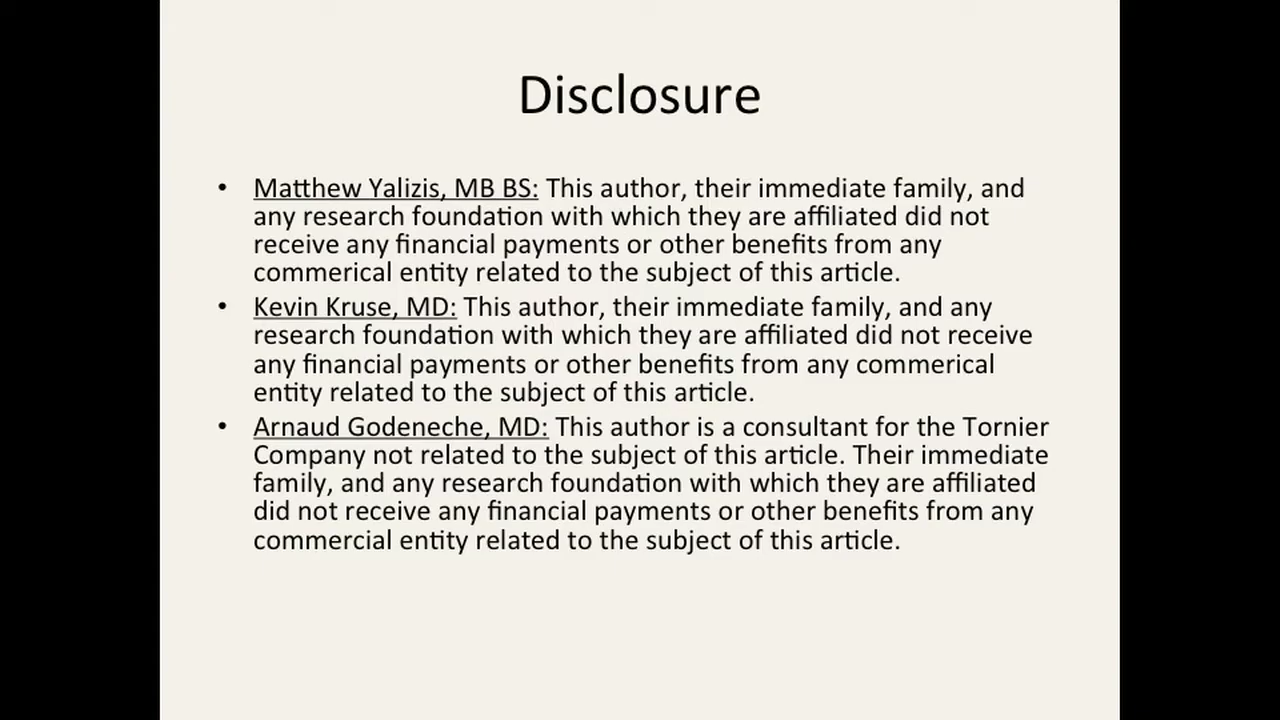 Disclosure
• Matthew Yalizis, MB BS: This author, their immediate family, and
any research foundation with which they are affiliated did not
receive any financial payments or other benefits from any
commerical entity related to the subject of this article.
• Kevin Kruse, MD: This author, their immediate family, and any
research foundation with which they are affiliated did not receive
any financial payments or other benefits from any commerical
entity related to the subject of this article.
• Arnaud Godeneche, MD: This author is a consultant for the Tornier
Company not related to the subject of this article. Their immediate
family, and any research foundation with which they are affiliated
did not receive any financial payments or other benefits from any
commercial entity related to the subject of this article.